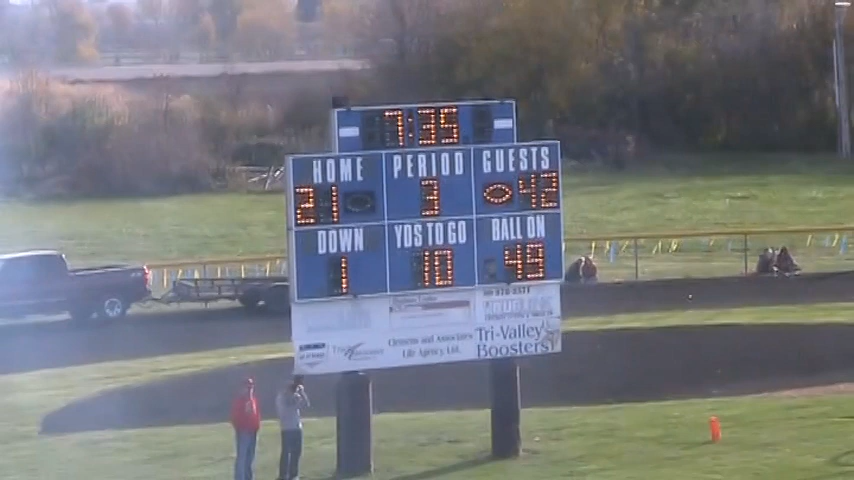 7:35
HOME PERIOD GUESTS
21 3 42
DOWN YDS TO GO BALL ON
1 10 49
Clemens and Associates
Life Agency, Ltd.
Tri-Valley
Boosters